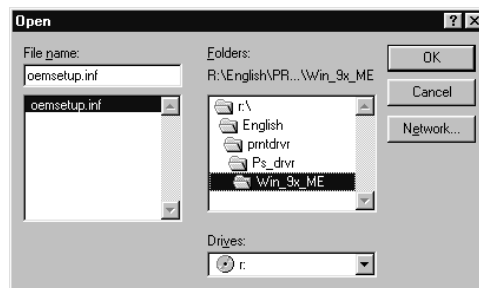 Open
File name:
oemsetup.inf
oemsetup.inf
Folders:
R:\English\PR...\Win_9x_ME
r:\
English
prntdrvr
Ps_drvr
Win_9x_ME
Drives:
r:
OK
Cancel
Network...